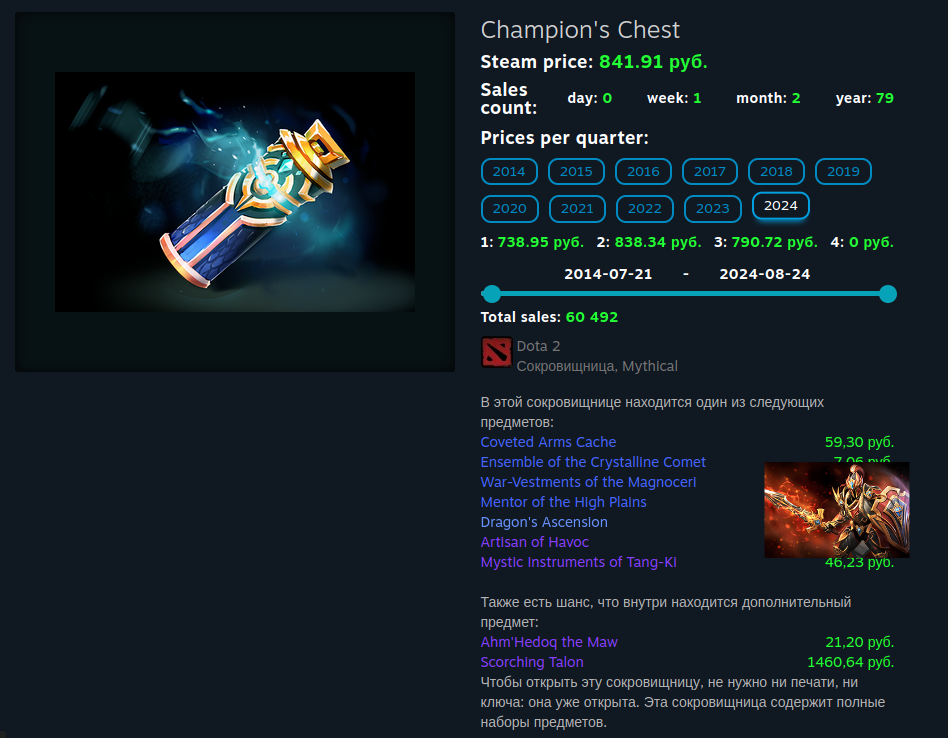 Champion's Chest
Steam price: 841.91 руб.
Sales count: day: 0 week: 1 month: 2 year: 79
Prices per quarter:
2014 2015 2016 2017 2018 2019
2020 2021 2022 2023 2024
1: 738.95 руб. 2: 838.34 руб. 3: 790.72 руб. 4: 0 руб.
2014-07-21 - 2024-08-24
Total sales: 60 492
Dota 2
Сокровищница, Mythical
В этой сокровищнице находится один из следующих
предметов:
Coveted Arms Cache 59,30 руб.
Ensemble of the Crystalline Comet 7,06 руб.
War-Vestments of the Magnoceri
Mentor of the High Plains
Dragon's Ascension
Artisan of Havoc
Mystic Instruments of Tang-Ki 46,23 руб.
Также есть шанс, что внутри находится дополнительный
предмет:
Ahm'Hedoq the Maw 21,20 руб.
Scorching Talon 1460,64 руб.
Чтобы открыть эту сокровищницу, не нужно ни печати, ни
ключа: она уже открыта. Эта сокровищница содержит полные
наборы предметов.